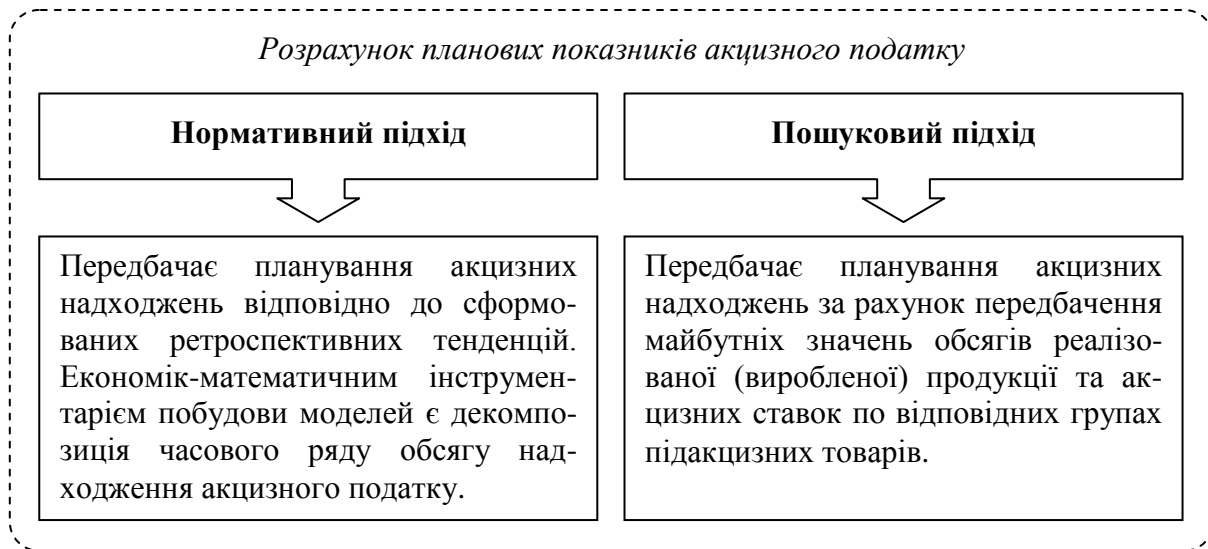 Розрахунок планових показників акцизного податку
Нормативний підхід
Передбачає планування акцизних
надходжень відповідно до сформо-
ваних ретроспективних тенденцій.
Економік-математичним інструмен-
тарієм побудови моделей є декомпо-
зиція часового ряду обсягу над-
ходження акцизного податку.
Пошуковий підхід
Передбачає планування акцизних
надходжень за рахунок передбачення
майбутніх значень обсягів реалізо-
ваної (виробленої) продукції та ак-
цизних ставок по відповідних групах
підакцизних товарів.